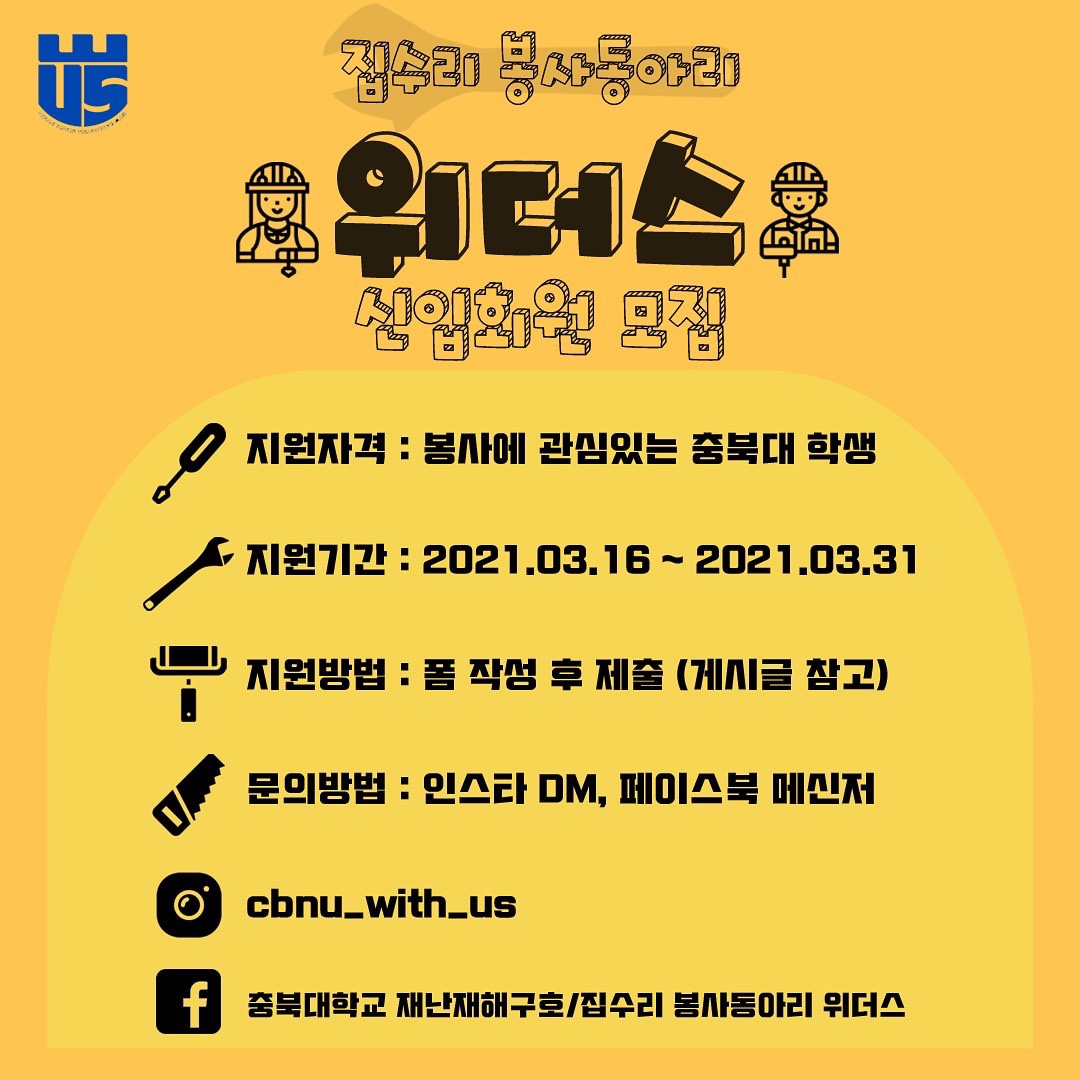 US
집수리 봉사동아리
위더스
신입회원 모집
지원자격 : 봉사에 관심있는 충북대 학생
지원기간 : 2021.03.16 ~ 2021.03.31
지원방법 : 폼 작성 후 제출 (게시글 참고)
문의방법 : 인스타 DM, 페이스북 메신저
cbnu_with_us
충북대학교 재난재해구호/집수리 봉사동아리 위더스